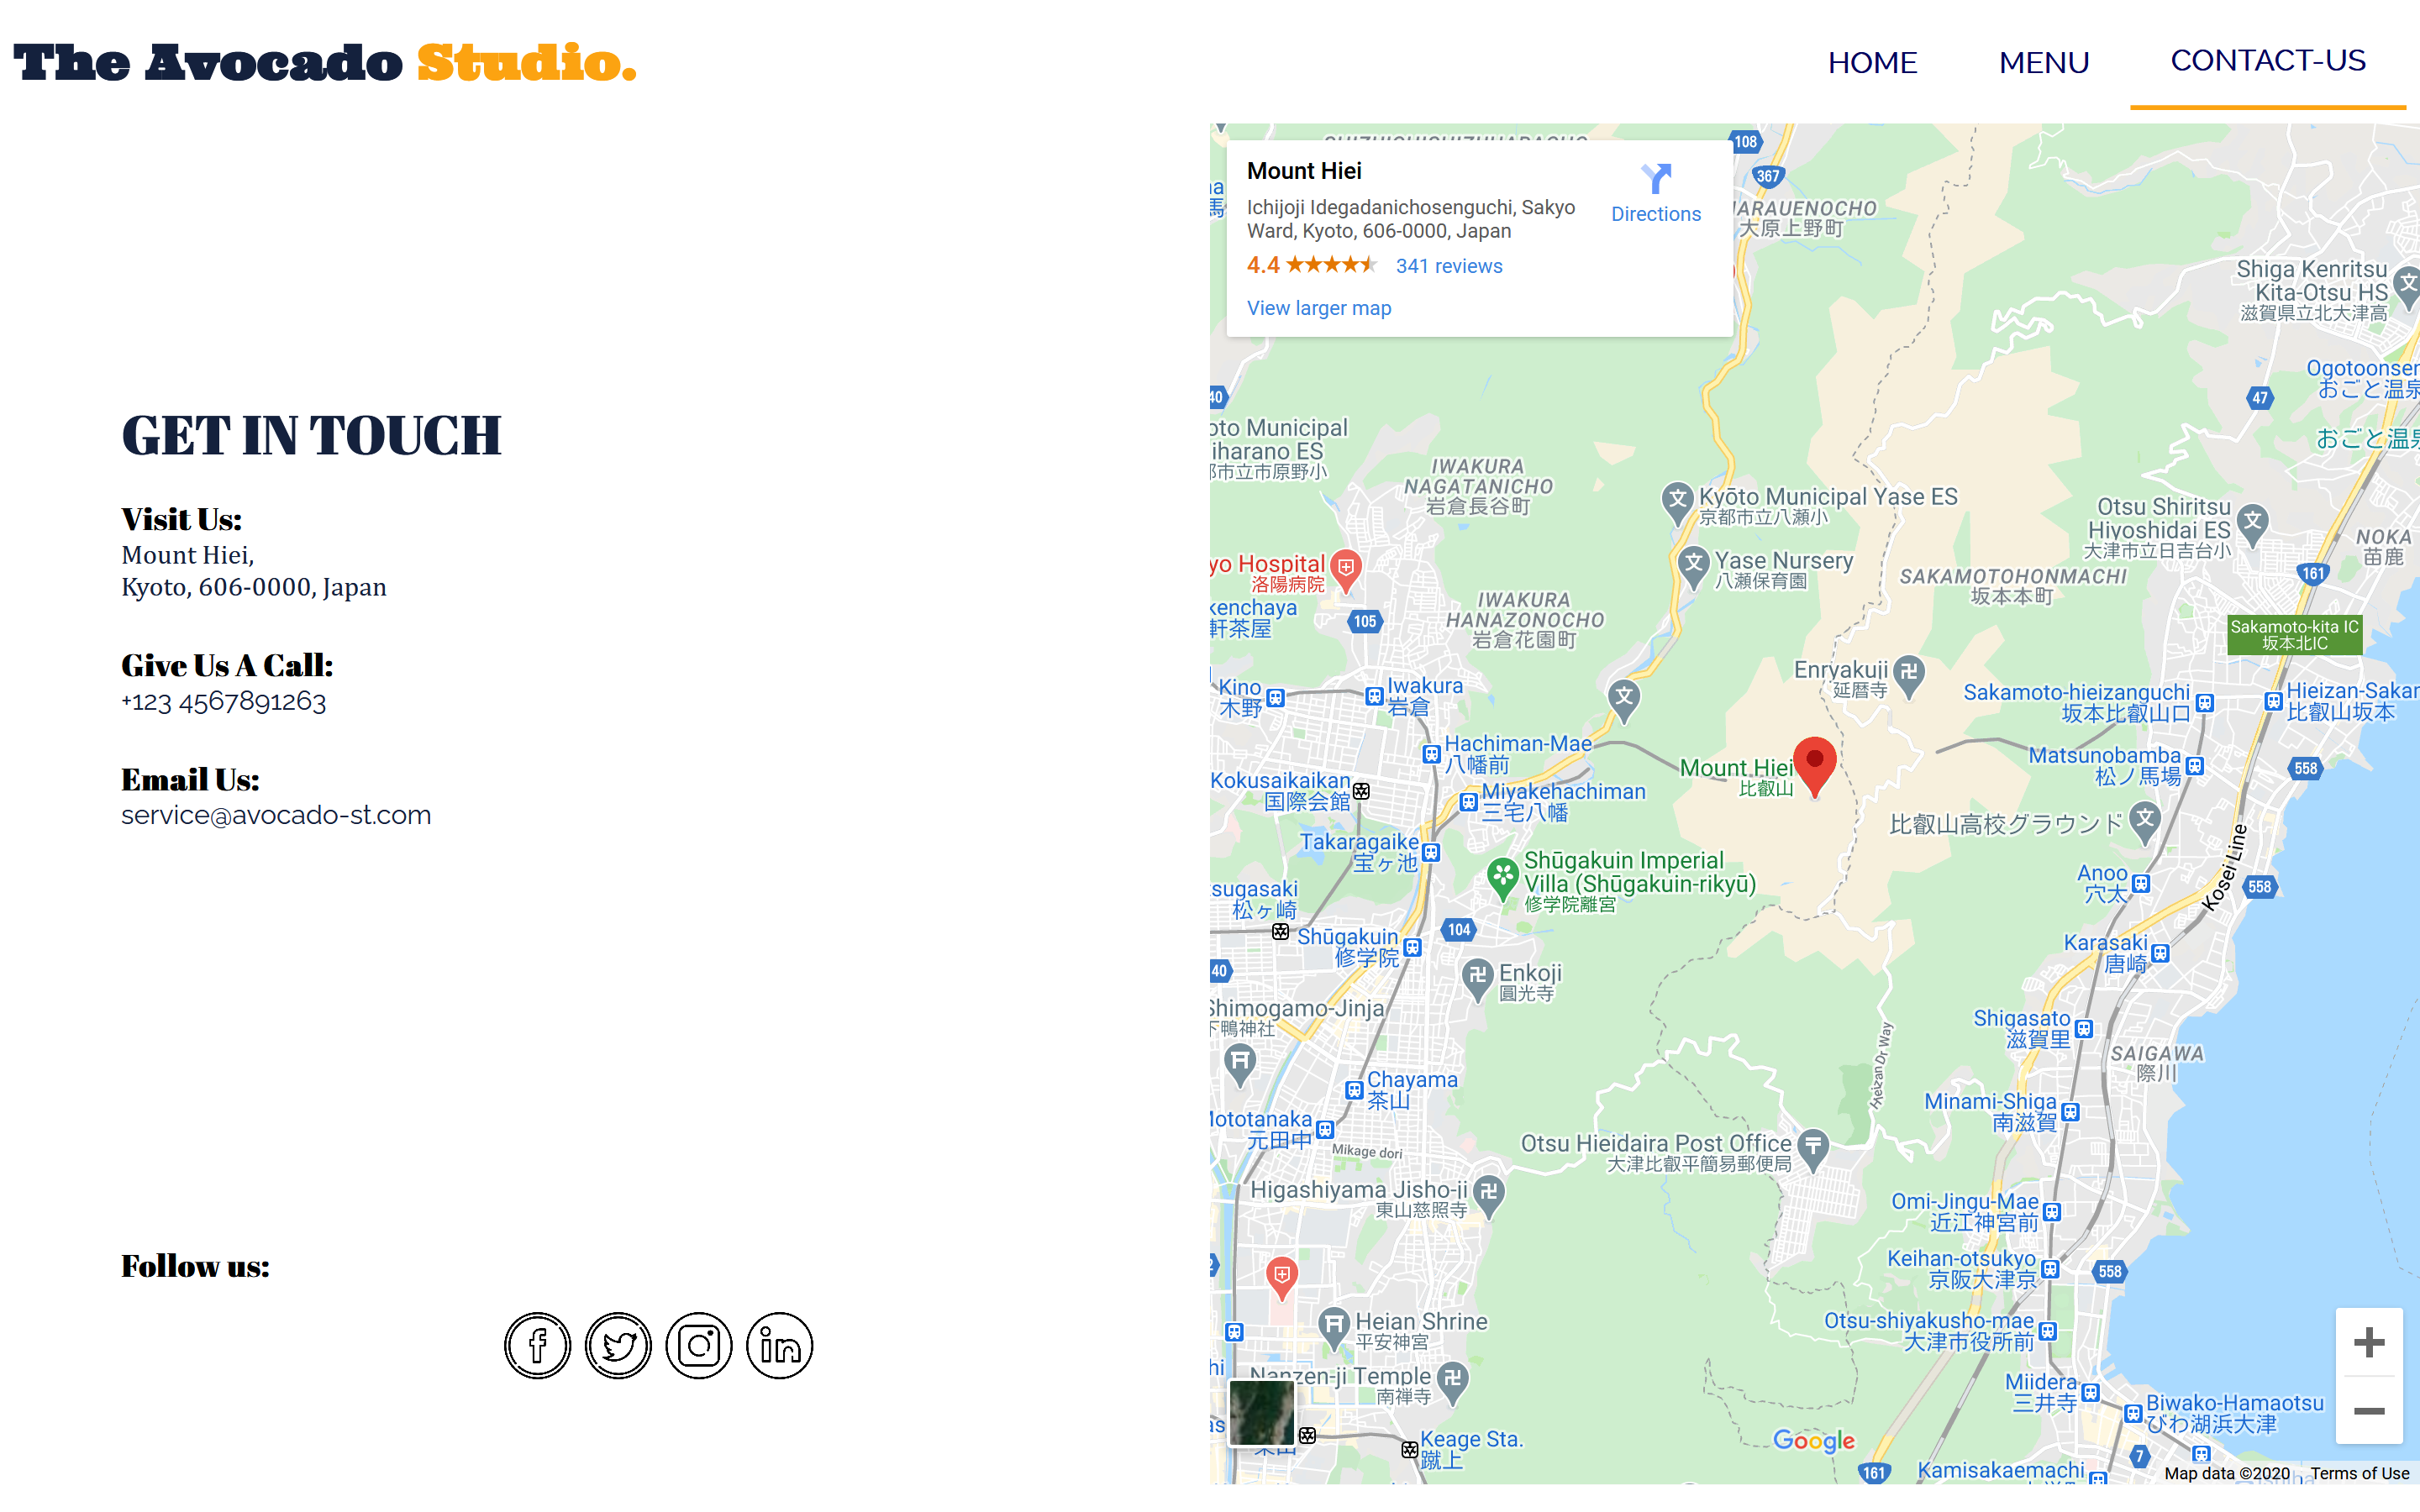 The Avocado Studio.
HOME
MENU
CONTACT-US
GET IN TOUCH
Visit Us:
Mount Hiei,
Kyoto, 606-0000, Japan
Give Us A Call:
+123 4567891263
Email Us:
service@avocado-st.com
Follow us:
Mount Hiei
Ichijoji Idegadanichosenguchi, Sakyo
Ward, Kyoto, 606-0000, Japan
4.4
341 reviews
View larger map
Directions
108
367
ARAUENOCHO
大原上野町
Shiga Kenritsu
Kita-Otsu HS
滋賀県立北大津高
47
40
oto Municipal
iharano ES
市立市原野小
IWAKURA
NAGATANICHO
岩倉長谷町
Kyōto Municipal Yase ES
京都市立八瀬小
Otsu Shiritsu
Hiyoshidai ES
大津市立日吉台小
NOKA
苗鹿
yo Hospital
洛陽病院
Yase Nursery
八瀬保育園
SAKAMOTOHONMACHI
坂本本町
161
kenchaya
軒茶屋
105
IWAKURA
HANAZONOCHO
岩倉花園町
Sakamoto-kita IC
坂本北IC
Enryakuji
延暦寺
Kino
木野
Iwakura
岩倉
Sakamoto-hieizanguchi
坂本比叡山口
Hieizan-Sakar
比叡山坂本
Hachiman-Mae
八幡前
Mount Hiei
比叡山
Matsunobamba
松ノ馬場
558
Kokusaikaikan
国際会館
Miyakehachiman
三宅八幡
比叡山高校グラウンド
Takaragaike
宝ヶ池
Shūgakuin Imperial
Villa (Shūgakuin-rikyū)
修学院離宮
Kosei Line
Anoo
穴太
558
sugasaki
松ヶ崎
104
Shūgakuin
修学院
Karasaki
唐崎
40
Enkoji
圓光寺
Shimogamo-Jinja
下鴨神社
Shigasato
滋賀里
SAIGAWA
際川
Heizan Dr Way
Chayama
茶山
Minami-Shiga
南滋賀
Mototanaka
元田中
Mikage dori
Otsu Hieidaira Post Office
大津比叡平簡易郵便局
Higashiyama Jisho-ji
東山慈照寺
Omi-Jingu-Mae
近江神宮前
Keihan-otsukyo
京阪大津京
558
Heian Shrine
平安神宮
Otsu-shiyakusho-mae
大津市役所前
Nanzen-ji Temple
南禅寺
Miidera
三井寺
Biwako-Hamaotsu
びわ湖浜大津
Keage Sta.
蹴上
Google
7
161
Kamisakaemachi
Map data ©2020
Terms of Use